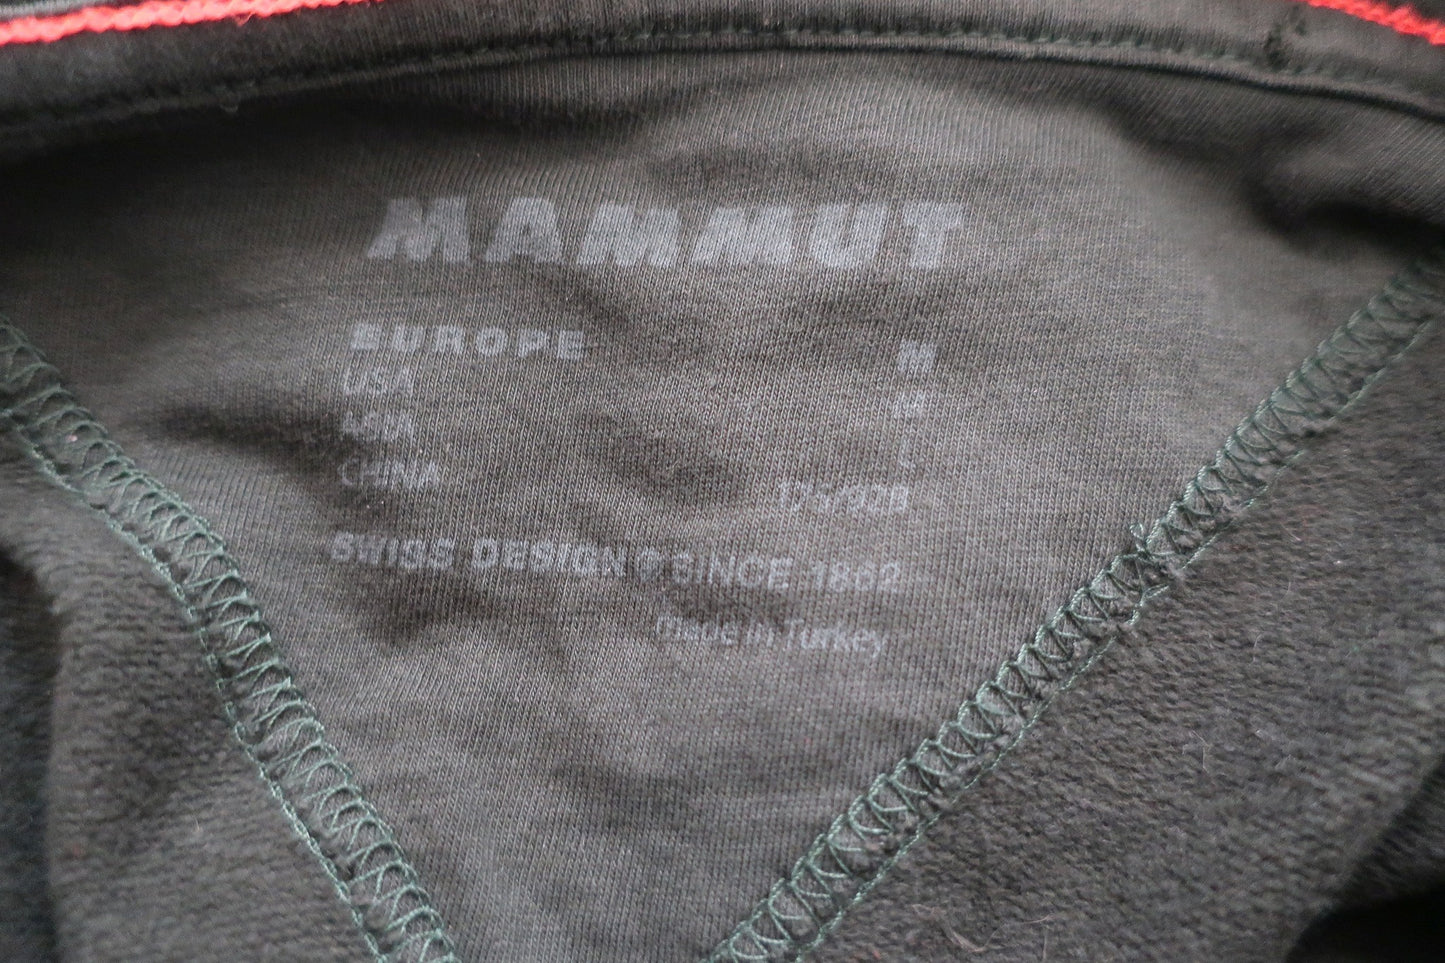 MAMMUT
EUROPE M
USA M
ASIA L
CHINA
SWISS DESIGN SINCE 1862
Made in Turkey